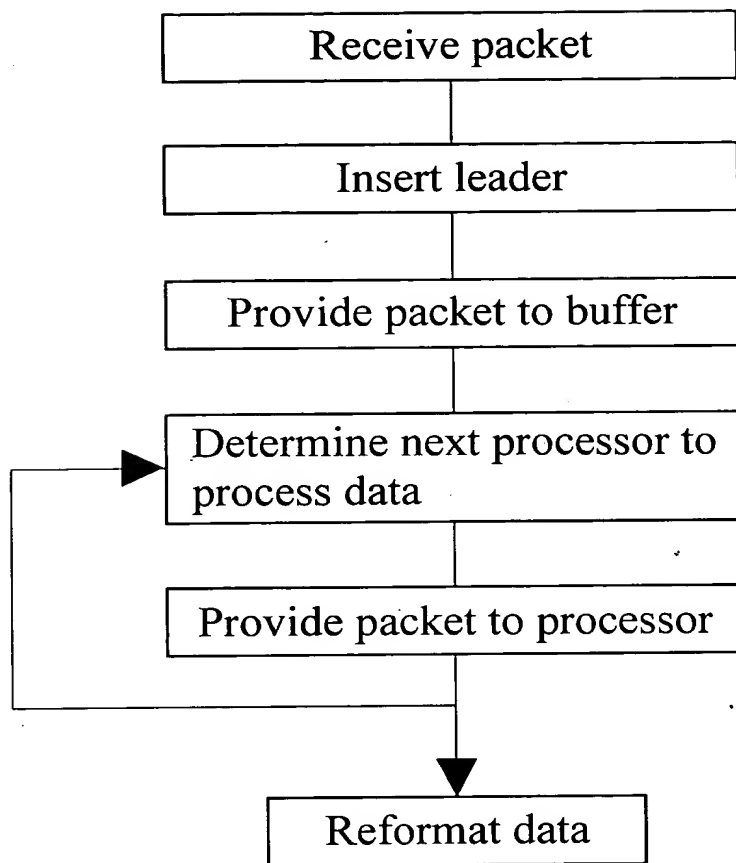 Receive packet
Insert leader
Provide packet to buffer
Determine next processor to
process data
Provide packet to processor
Reformat data